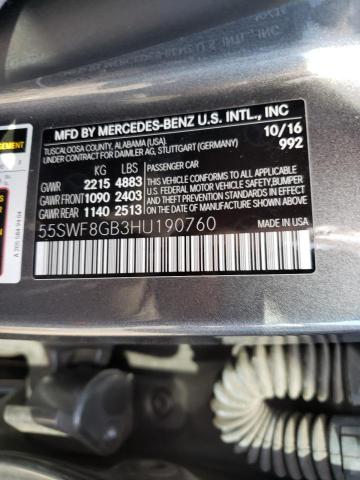 MFD BY MERCEDES-BENZ U.S. INTL., INC
TUSCALOOSA COUNTY, ALABAMA (USA). 10/16
UNDER CONTRACT FOR DAIMLER AG, STUTTGART (GERMANY) 992
KG LBS PASSENGER CAR
GVWR 2215 4883 THIS VEHICLE CONFORMS TO ALL APPLICABLE
GAWR FRONT 1090 2403 U.S. FEDERAL MOTOR VEHICLE SAFETY, BUMPER
GAWR REAR 1140 2513 AND THEFT PREVENTION STANDARDS IN EFFECT ON THE DATE OF MANUFACTURE SHOWN ABOVE.
55SWF8GB3HU190760